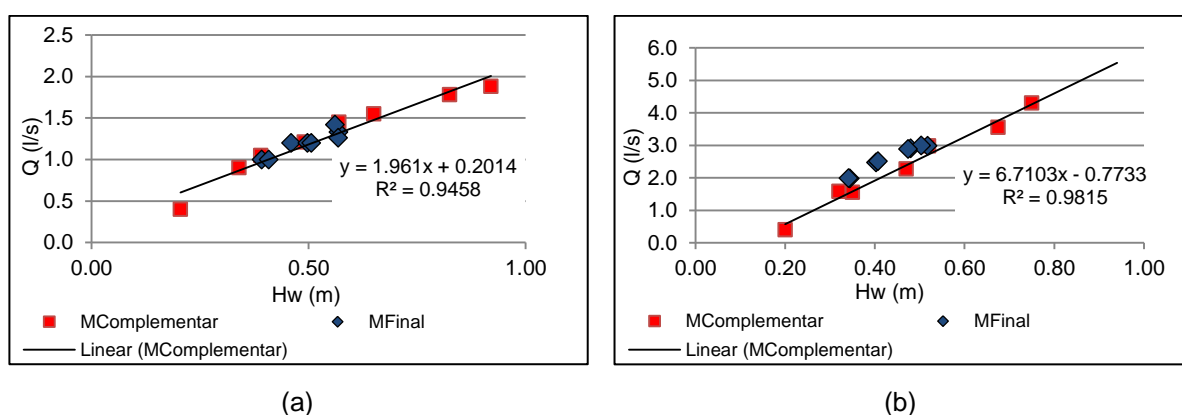 Q (l/s)
2.5
2.0
1.5
1.0
0.5
0.0
y = 1.961x + 0.2014
R² = 0.9458
0.00 0.50 1.00
Hw (m)
MComplementar MFinal
Linear (MComplementar)
(a)
Q (l/s)
6.0
5.0
4.0
3.0
2.0
1.0
0.0
y = 6.7103x - 0.7733
R² = 0.9815
0.00 0.20 0.40 0.60 0.80 1.00
Hw (m)
MComplementar MFinal
Linear (MComplementar)
(b)